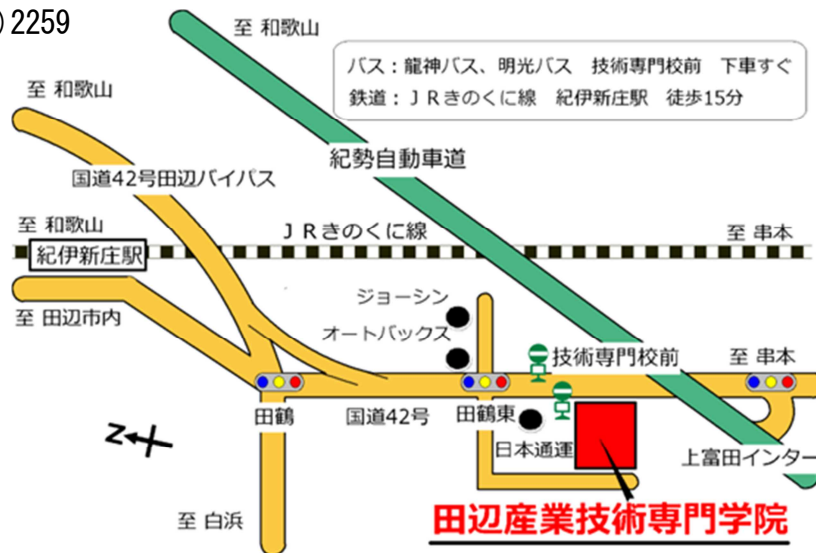 2259
至 和歌山
バス：龍神バス、明光バス　技術専門校前　下車すぐ
鉄道：ＪＲきのくに線　紀伊新庄駅　徒歩15分
至 和歌山
紀勢自動車道
国道42号田辺バイパス
至 和歌山
ＪＲきのくに線
至 串本
紀伊新庄駅
ジョーシン
至 田辺市内
オートバックス
技術専門校前
至 串本
田鶴
国道42号
田鶴東
N
日本通運
上富田インター
至 白浜
田辺産業技術専門学院